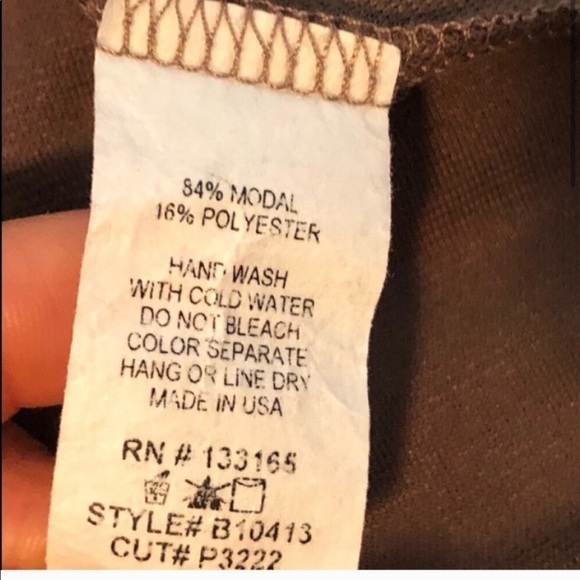 84% MODAL
16% POLYESTER
HAND WASH
WITH COLD WATER
DO NOT BLEACH
COLOR SEPARATE
HANG OR LINE DRY
MADE IN USA
RN # 133165
STYLE# B10413
CUT# P3222